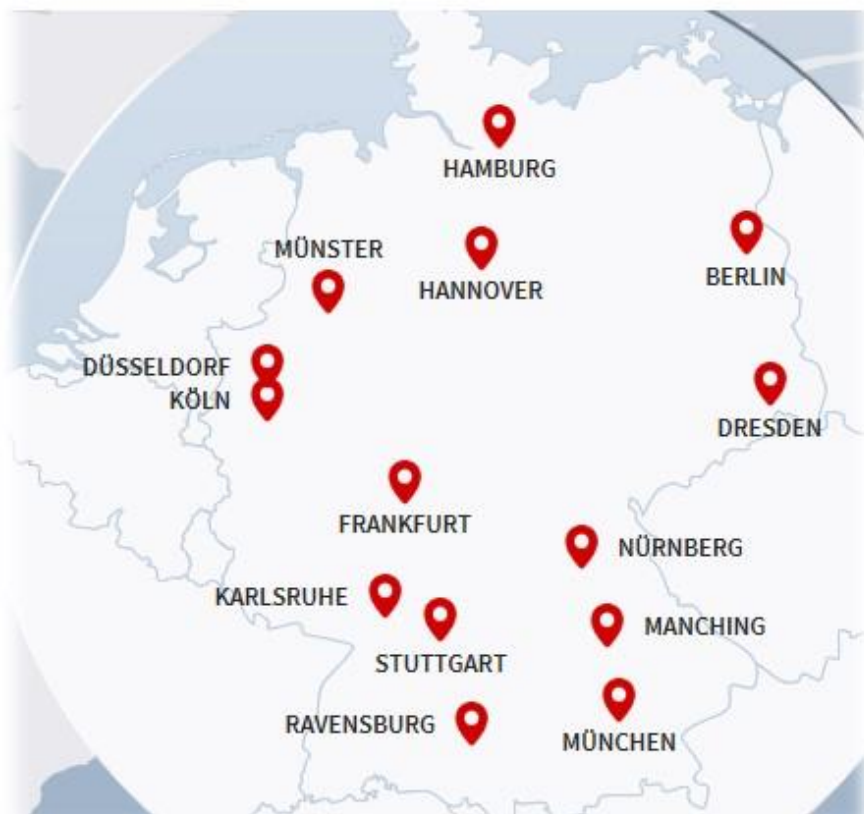 HAMBURG
MÜNSTER
HANNOVER
BERLIN
DÜSSELDORF
KÖLN
DRESDEN
FRANKFURT
NÜRNBERG
KARLSRUHE
MANCHING
STUTTGART
RAVENSBURG
MÜNCHEN